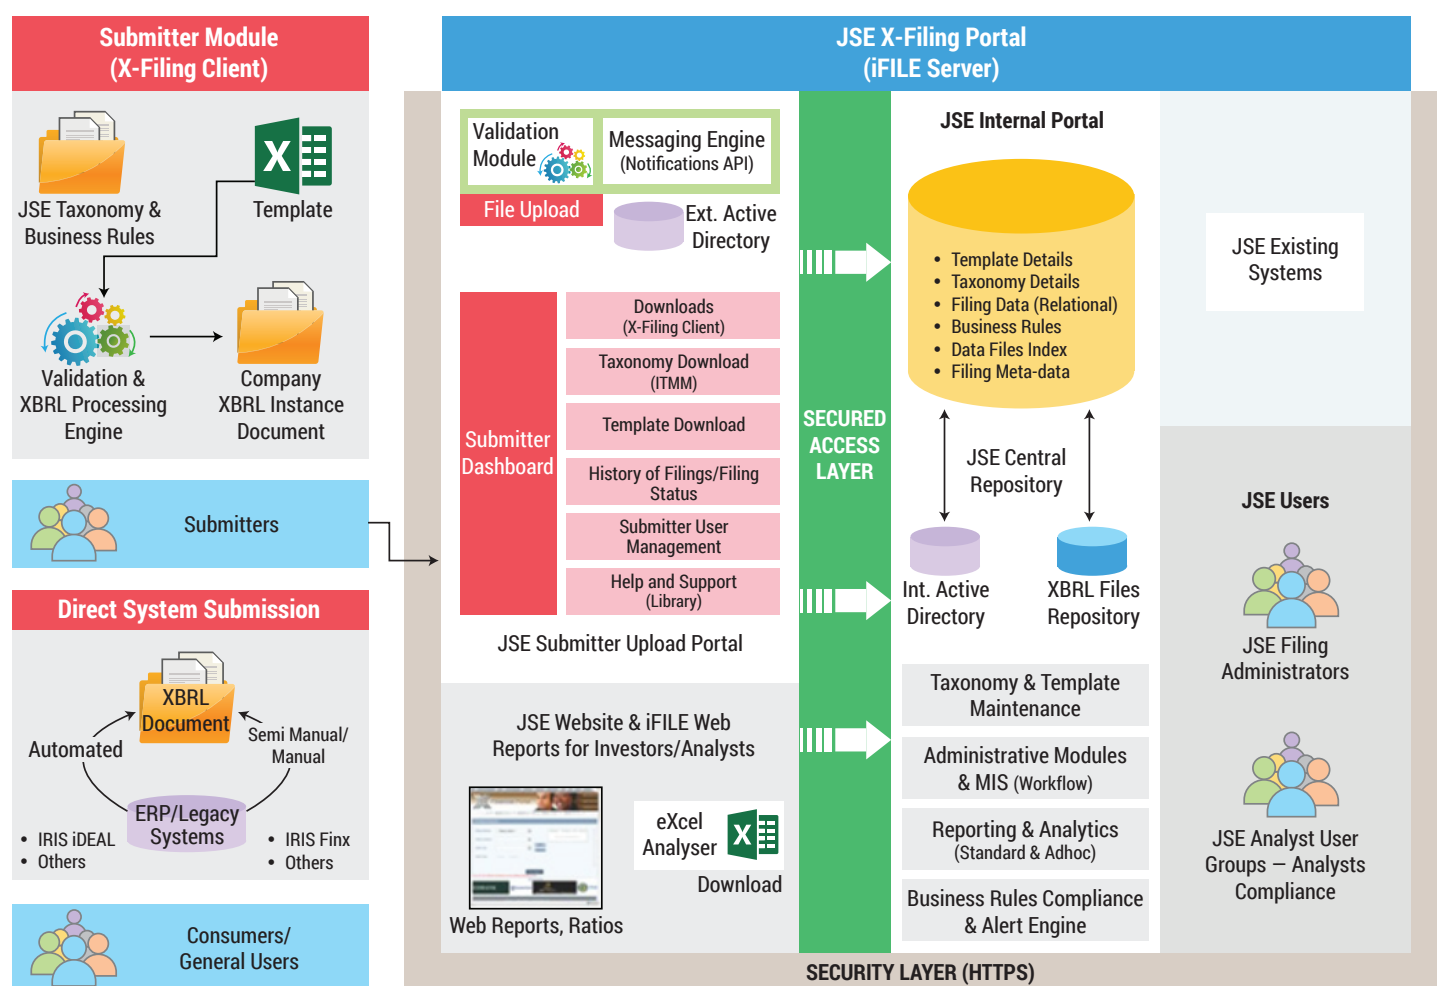 Submitter Module
(X-Filing Client)
JSE Taxonomy &
Business Rules
Template
Validation &
XBRL Processing
Engine
Company
XBRL Instance
Document
Submitters
Direct System Submission
XBRL
Document
Automated
Semi Manual/
Manual
ERP/Legacy
Systems
• IRIS iDEAL
• Others
• IRIS Finx
• Others
Consumers/
General Users
JSE X-Filing Portal
(iFILE Server)
Validation
Module
Messaging Engine
(Notifications API)
File Upload
Ext. Active
Directory
Submitter
Dashboard
Downloads
(X-Filing Client)
Taxonomy Download
(ITMM)
Template Download
History of Filings/Filing
Status
Submitter User
Management
Help and Support
(Library)
JSE Submitter Upload Portal
JSE Website & iFILE Web
Reports for Investors/Analysts
Web Reports, Ratios
eXcel
Analyser
Download
SECURED
ACCESS
LAYER
JSE Internal Portal
• Template Details
• Taxonomy Details
• Filing Data (Relational)
• Business Rules
• Data Files Index
• Filing Meta-data
JSE Central
Repository
Int. Active
Directory
XBRL Files
Repository
Taxonomy & Template
Maintenance
Administrative Modules
& MIS (Workflow)
Reporting & Analytics
(Standard & Adhoc)
Business Rules Compliance
& Alert Engine
JSE Existing
Systems
JSE Users
JSE Filing
Administrators
JSE Analyst User
Groups — Analysts
Compliance
SECURITY LAYER (HTTPS)